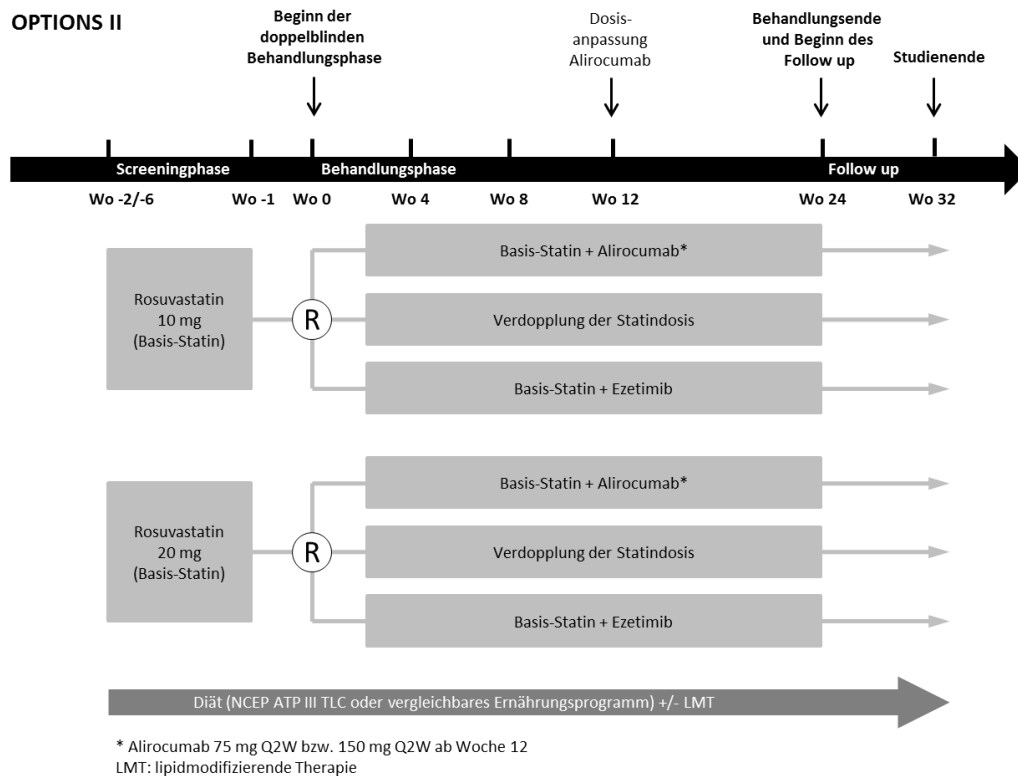 OPTIONS II
Beginn der
doppelblinden
Behandlungsphase
Dosis-
anpassung
Alirocumab
Behandlungsende
und Beginn des
Follow up
Studienende
Screeningphase
Behandlungsphase
Follow up
Wo -2/-6
Wo -1
Wo 0
Wo 4
Wo 8
Wo 12
Wo 24
Wo 32
Rosuvastatin
10 mg
(Basis-Statin)
R
Basis-Statin + Alirocumab*
Verdopplung der Statindosis
Basis-Statin + Ezetimib
Rosuvastatin
20 mg
(Basis-Statin)
R
Basis-Statin + Alirocumab*
Verdopplung der Statindosis
Basis-Statin + Ezetimib
Diät (NCEP ATP III TLC oder vergleichbares Ernährungsprogramm) +/- LMT
* Alirocumab 75 mg Q2W bzw. 150 mg Q2W ab Woche 12
LMT: lipidmodifizierende Therapie